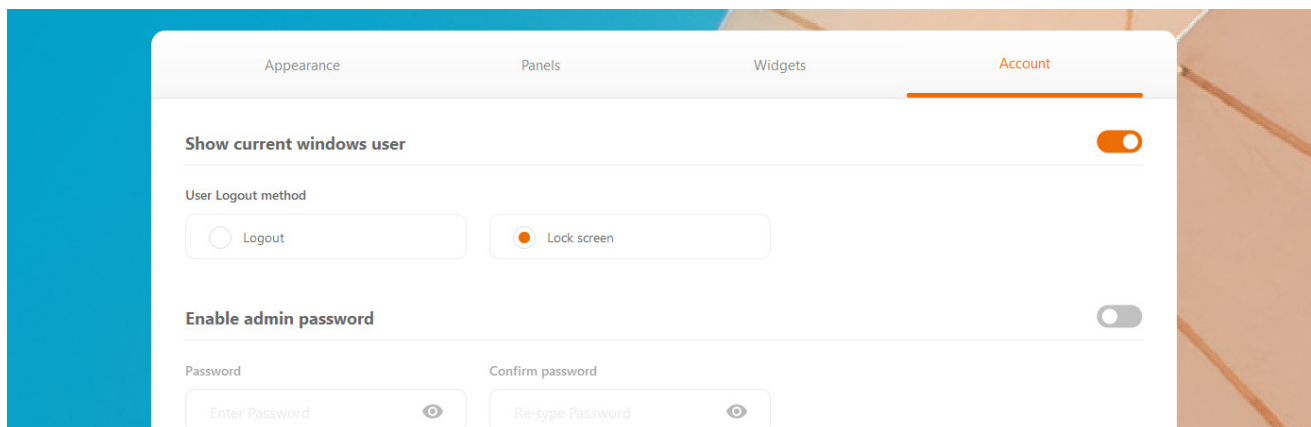 Appearance Panels Widgets Account
Show current windows user
User Logout method
Logout Lock screen
Enable admin password
Password Confirm password
Enter Password Re-type Password